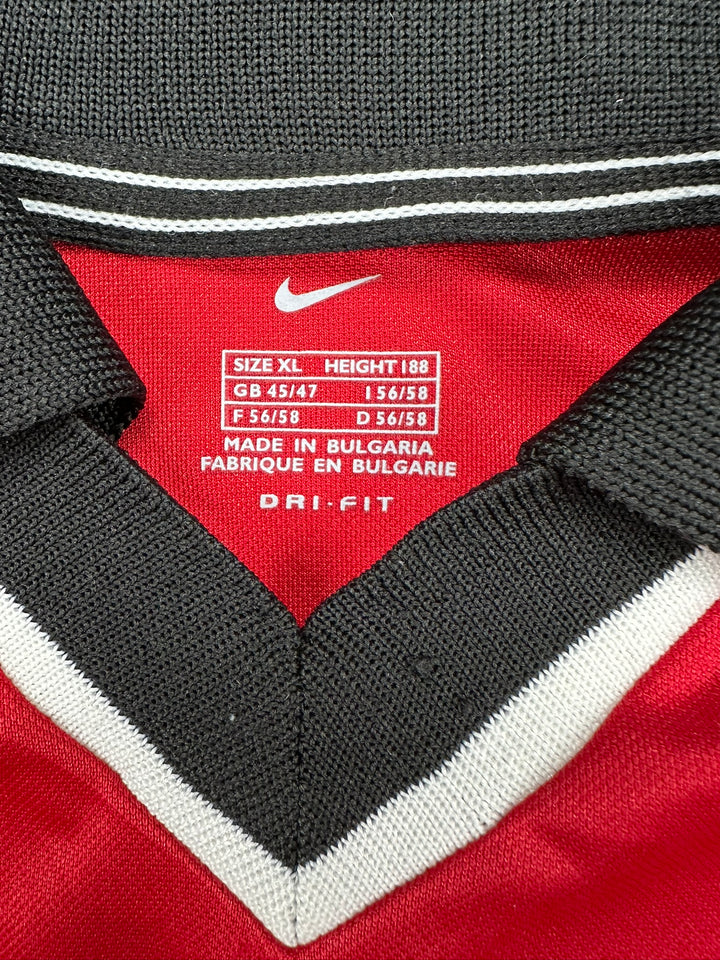 SIZE XL HEIGHT 188
GB 45/47 I 56/58
F 56/58 D 56/58
MADE IN BULGARIA
FABRIQUE EN BULGARIE
DRI-FIT